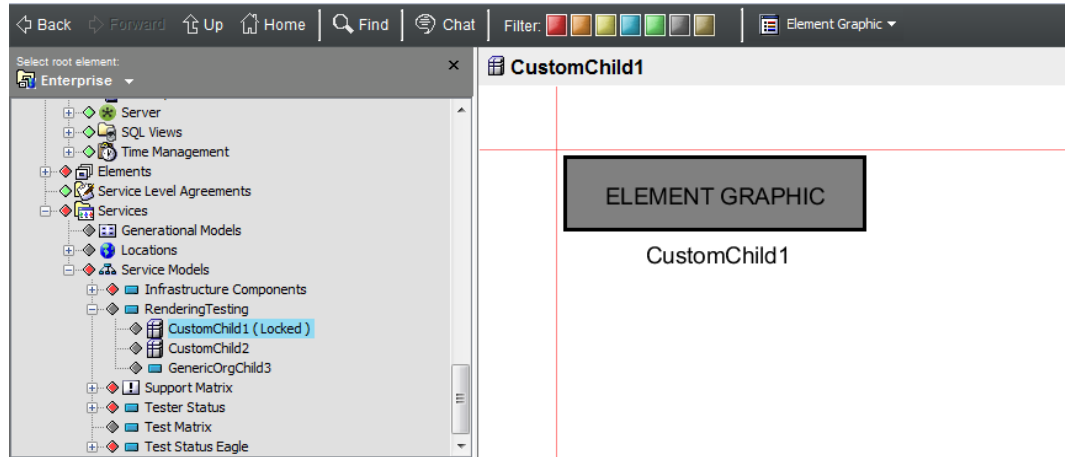 Back Forward Up Home Find Chat Filter: Element Graphic
Select root element:
Enterprise
CustomChild1
Server
SQL Views
Time Management
Elements
Service Level Agreements
Services
Generational Models
Locations
Service Models
Infrastructure Components
RenderingTesting
CustomChild1 ( Locked )
CustomChild2
GenericOrgChild3
Support Matrix
Tester Status
Test Matrix
Test Status Eagle
ELEMENT GRAPHIC
CustomChild1